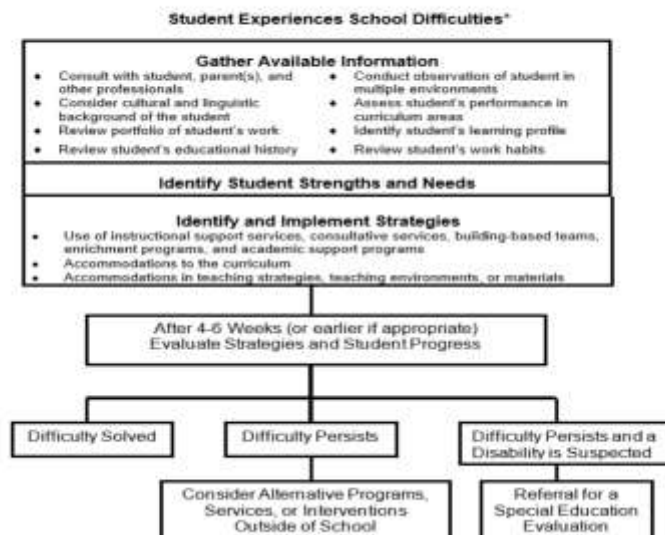 Student Experiences School Difficulties*
Gather Available Information
• Consult with student, parent(s), and
other professionals
• Consider cultural and linguistic
background of the student
• Review portfolio of student's work
• Review student's educational history
• Conduct observation of student in
multiple environments
• Assess student's performance in
curriculum areas
• Identify student's learning profile
• Review student's work habits
Identify Student Strengths and Needs
Identify and Implement Strategies
• Use of instructional support services, consultative services, building-based teams,
enrichment programs, and academic support programs
• Accommodations to the curriculum
• Accommodations in teaching strategies, teaching environments, or materials
After 4-6 Weeks (or earlier if appropriate)
Evaluate Strategies and Student Progress
Difficulty Solved
Difficulty Persists
Difficulty Persists and a
Disability is Suspected
Consider Alternative Programs,
Services, or Interventions
Outside of School
Referral for a
Special Education
Evaluation